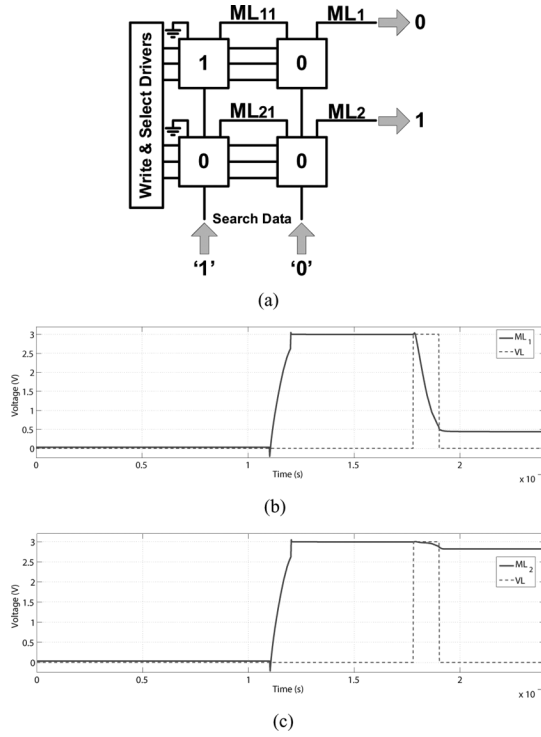 ML11 ML1
0
1 0
Write & Select Drivers
ML21 ML2
1
0 0
Search Data
'1' '0'
(a)
3
2.5
2
1.5
1
0.5
0
Voltage (V)
ML1
VL
0 0.5 1 1.5 2
Time (s)
x 10-
(b)
3
2.5
2
1.5
1
0.5
0
Voltage (V)
ML2
VL
0 0.5 1 1.5 2
Time (s)
x 10-
(c)